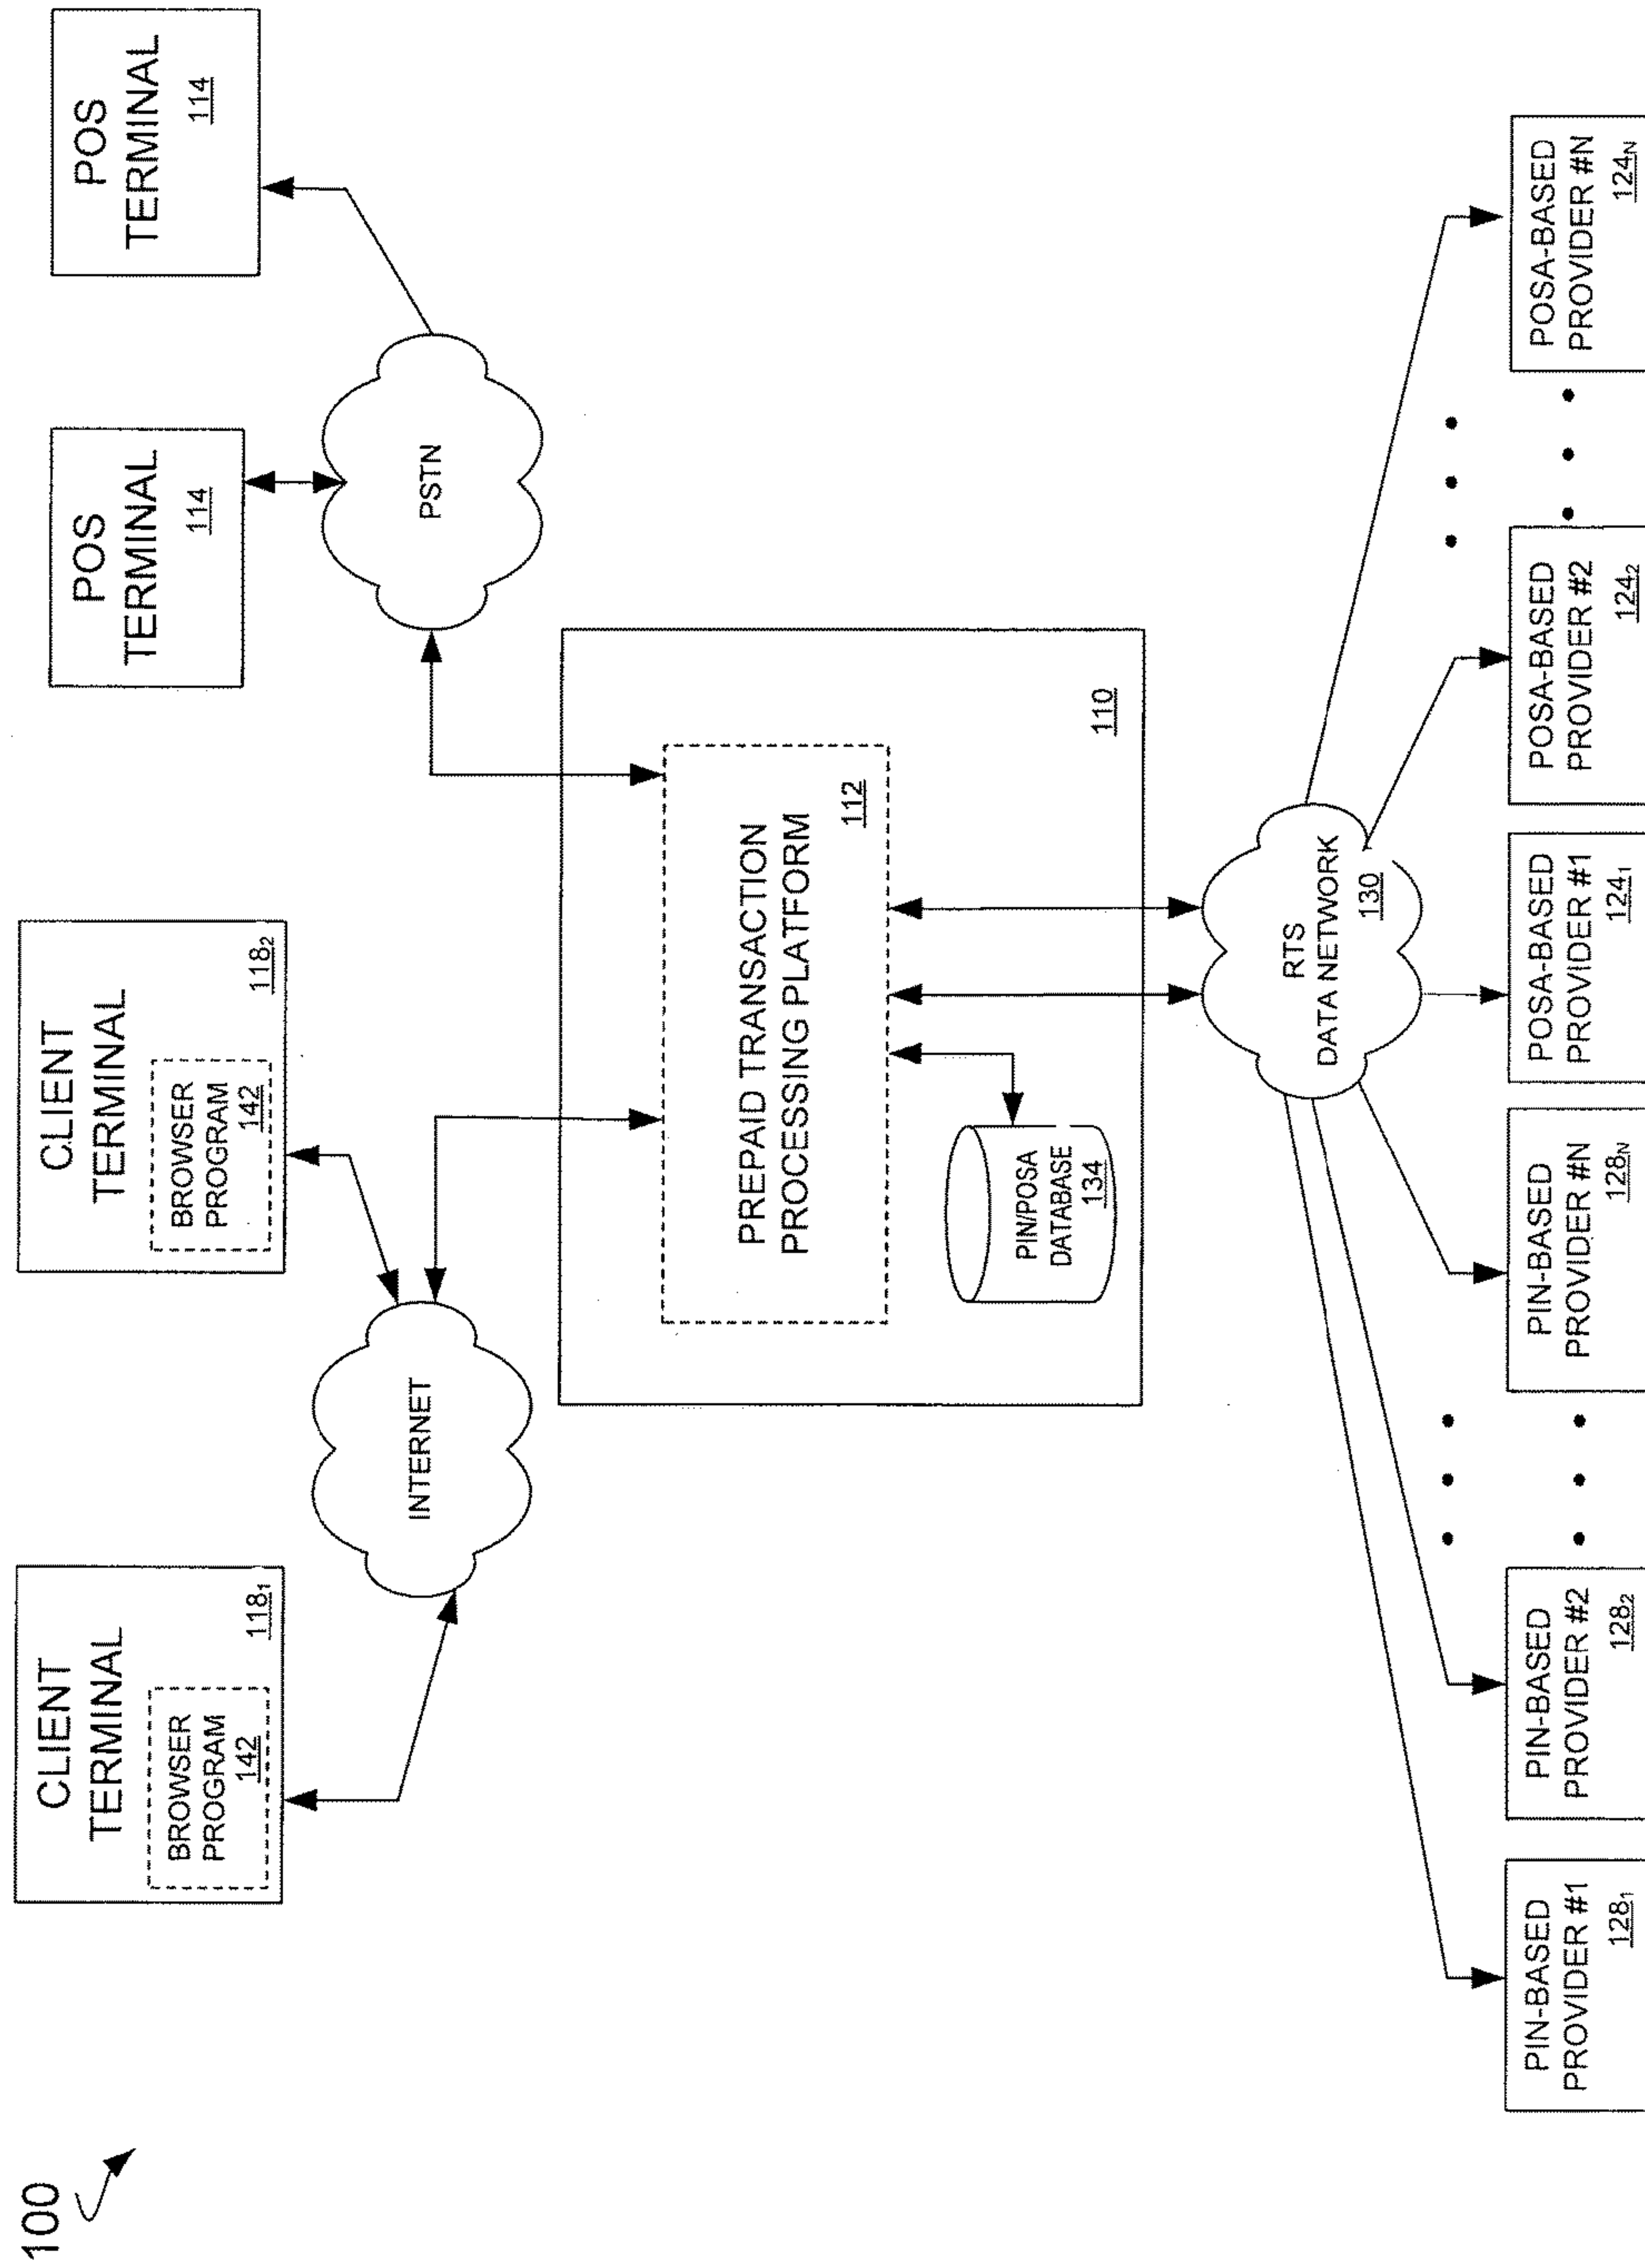 100
CLIENT
TERMINAL
BROWSER
PROGRAM
142
118₁
CLIENT
TERMINAL
BROWSER
PROGRAM
142
118₂
POS
TERMINAL
114
POS
TERMINAL
114
INTERNET
PSTN
PREPAID TRANSACTION
PROCESSING PLATFORM
112
PIN/POSA
DATABASE
134
110
RTS
DATA NETWORK
130
PIN-BASED
PROVIDER #1
128₁
PIN-BASED
PROVIDER #2
128₂
PIN-BASED
PROVIDER #N
128N
POSA-BASED
PROVIDER #1
124₁
POSA-BASED
PROVIDER #2
124₂
POSA-BASED
PROVIDER #N
124N